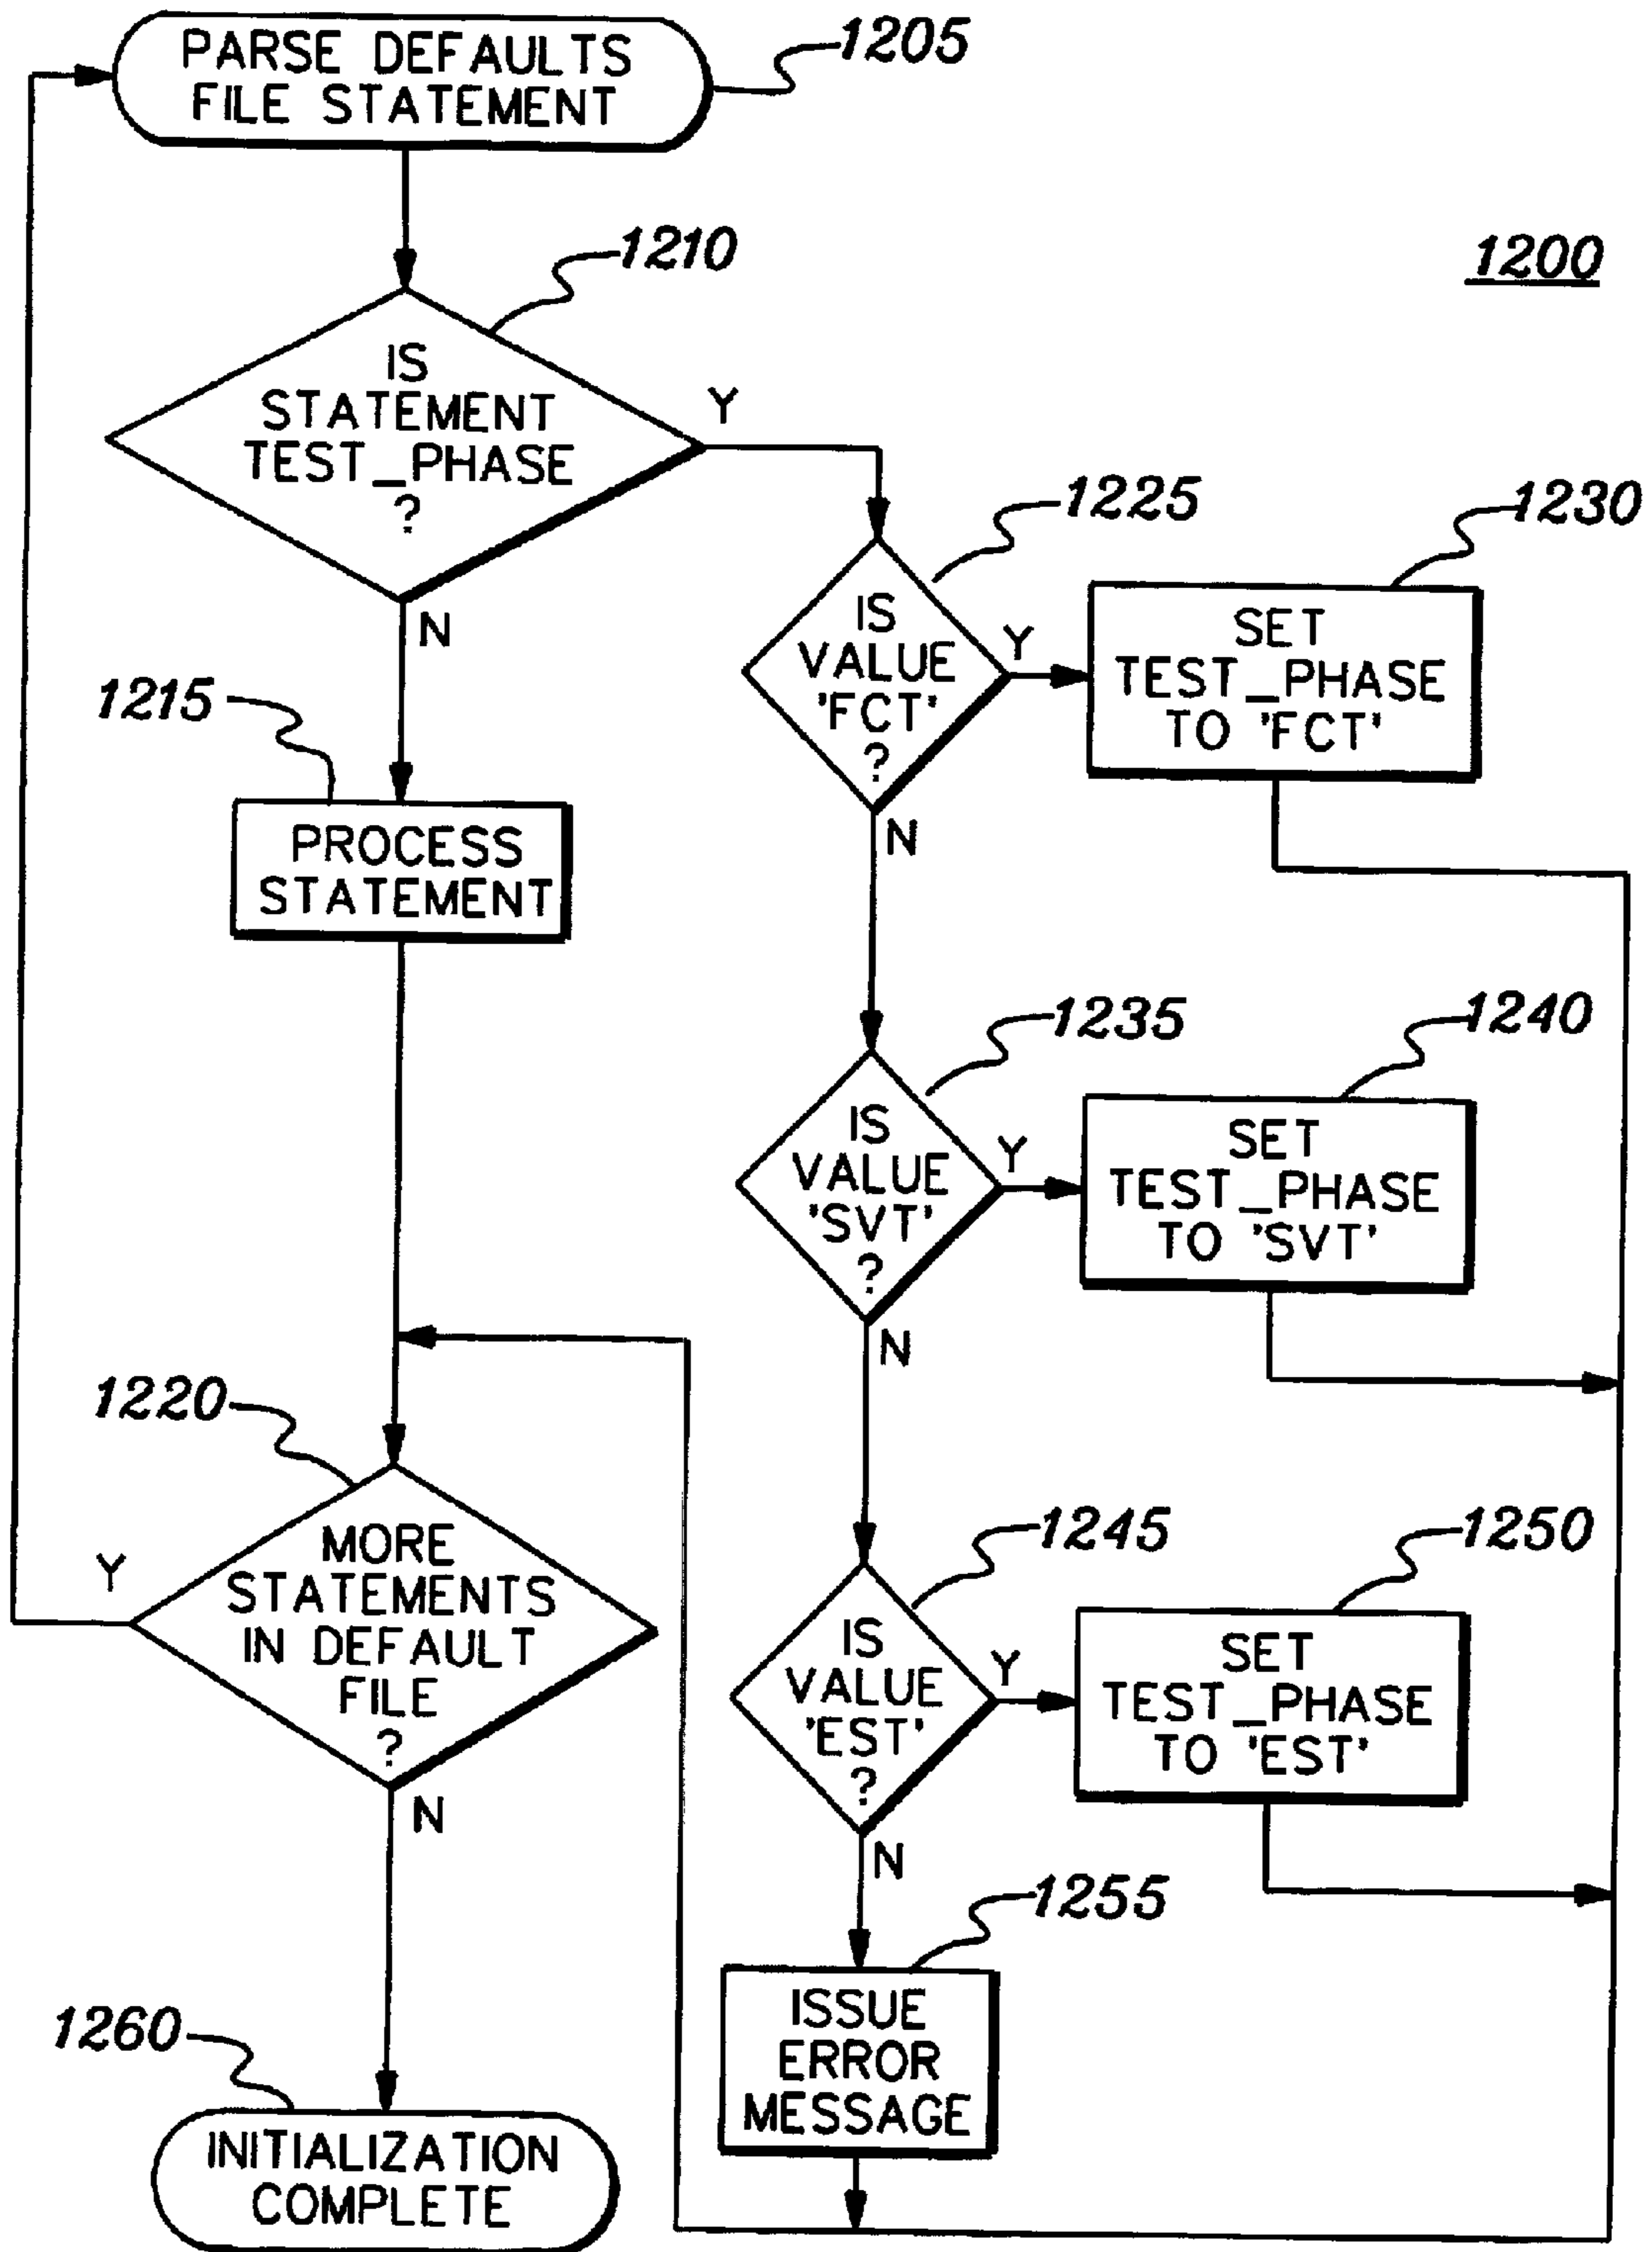 PARSE DEFAULTS
FILE STATEMENT
1205
1200
1210
IS
STATEMENT
TEST_PHASE
?
Y
N
1215
PROCESS
STATEMENT
1225
IS
VALUE
'FCT'
?
Y
N
1230
SET
TEST_PHASE
TO 'FCT'
1235
IS
VALUE
'SVT'
?
Y
N
1240
SET
TEST_PHASE
TO 'SVT'
1220
MORE
STATEMENTS
IN DEFAULT
FILE
?
Y
N
1245
IS
VALUE
'EST'
?
Y
N
1250
SET
TEST_PHASE
TO 'EST'
1255
ISSUE
ERROR
MESSAGE
1260
INITIALIZATION
COMPLETE